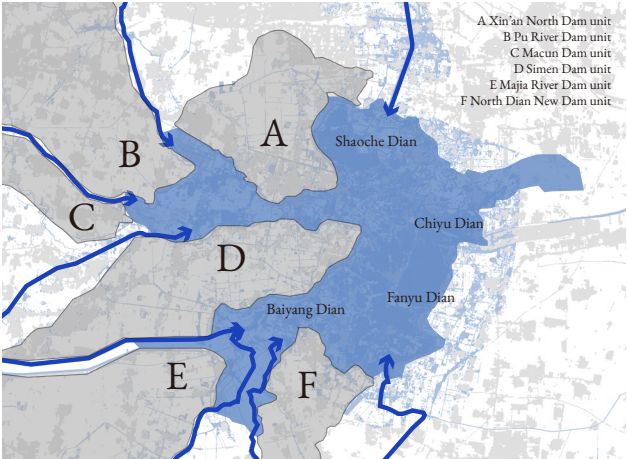 A Xin'an North Dam unit
B Pu River Dam unit
C Macun Dam unit
D Simen Dam unit
E Majia River Dam unit
F North Dian New Dam unit
A
Shaoche Dian
B
C
Chiyu Dian
D
Fanyu Dian
Baiyang Dian
E
F